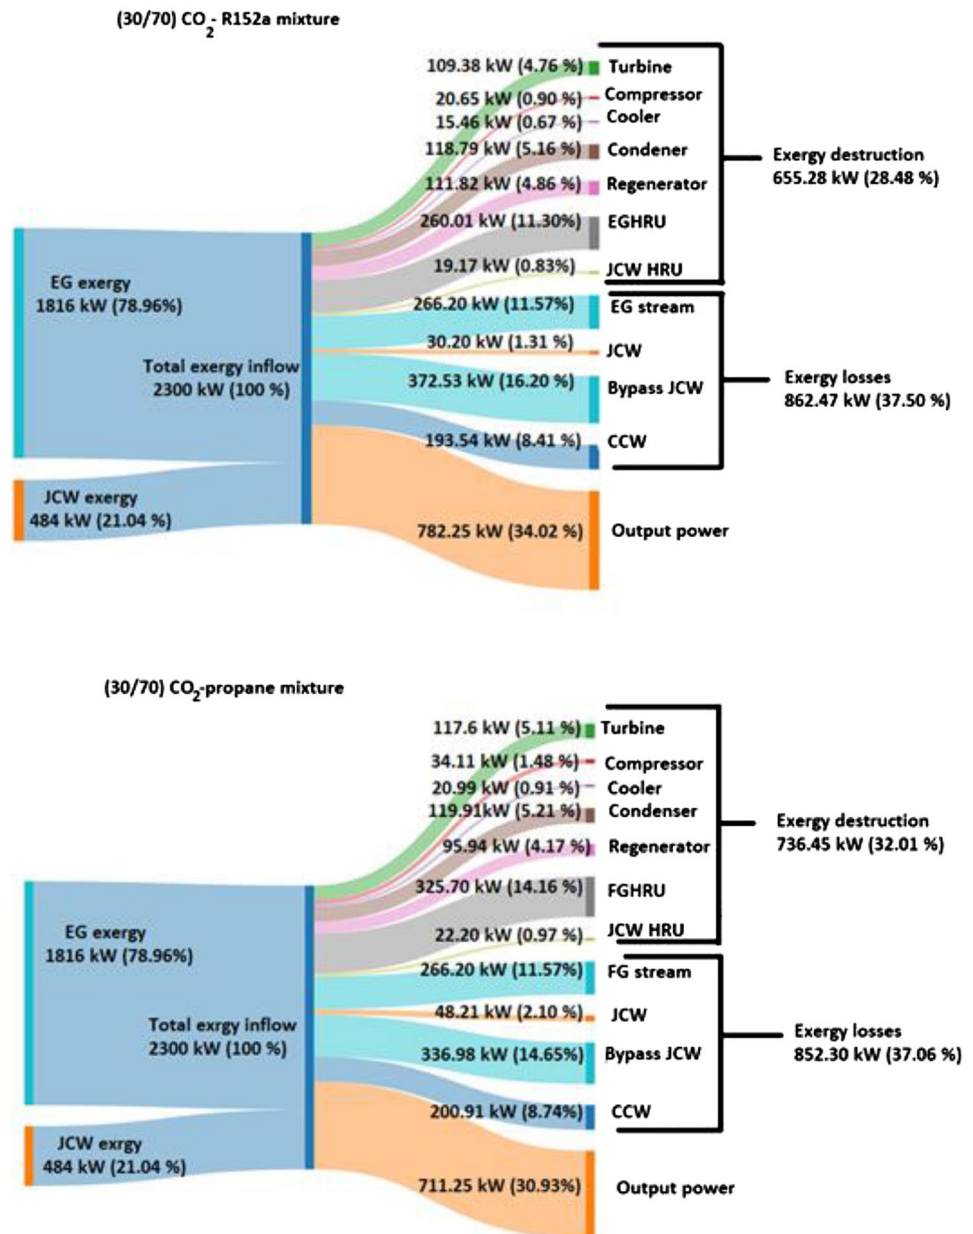 (30/70) CO2- R152a mixture
109.38 kW (4.76 %) Turbine
20.65 kW (0.90 %) Compressor
15.46 kW (0.67 %) Cooler
118.79 kW (5.16 %) Condener
111.82 kW (4.86 %) Regenerator
260.01 kW (11.30%) EGHRU
19.17 kW (0.83%) JCW HRU
Exergy destruction
655.28 kW (28.48 %)
EG exergy
1816 kW (78.96%)
Total exergy inflow
2300 kW (100 %)
JCW exergy
484 kW (21.04 %)
266.20 kW (11.57%) EG stream
30.20 kW (1.31 %) JCW
372.53 kW (16.20 %) Bypass JCW
193.54 kW (8.41 %) CCW
Exergy losses
862.47 kW (37.50 %)
782.25 kW (34.02 %) Output power
(30/70) CO2-propane mixture
117.6 kW (5.11 %) Turbine
34.11 kW (1.48 %) Compressor
20.99 kW (0.91 %) Cooler
119.91kW (5.21 %) Condenser
95.94 kW (4.17 %) Regenerator
325.70 kW (14.16 %) FGHRU
22.20 kW (0.97 %) JCW HRU
Exergy destruction
736.45 kW (32.01 %)
EG exergy
1816 kW (78.96%)
Total exrgy inflow
2300 kW (100 %)
JCW exrgy
484 kW (21.04 %)
266.20 kW (11.57%) FG stream
48.21 kW (2.10 %) JCW
336.98 kW (14.65%) Bypass JCW
200.91 kW (8.74%) CCW
Exergy losses
852.30 kW (37.06 %)
711.25 kW (30.93%) Output power